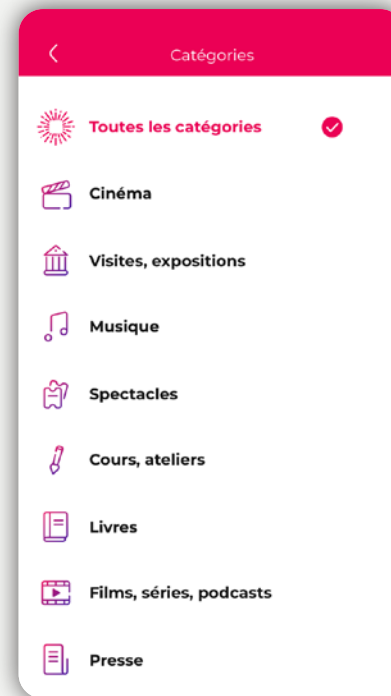 Catégories
Toutes les catégories
Cinéma
Visites, expositions
Musique
Spectacles
Cours, ateliers
Livres
Films, séries, podcasts
Presse